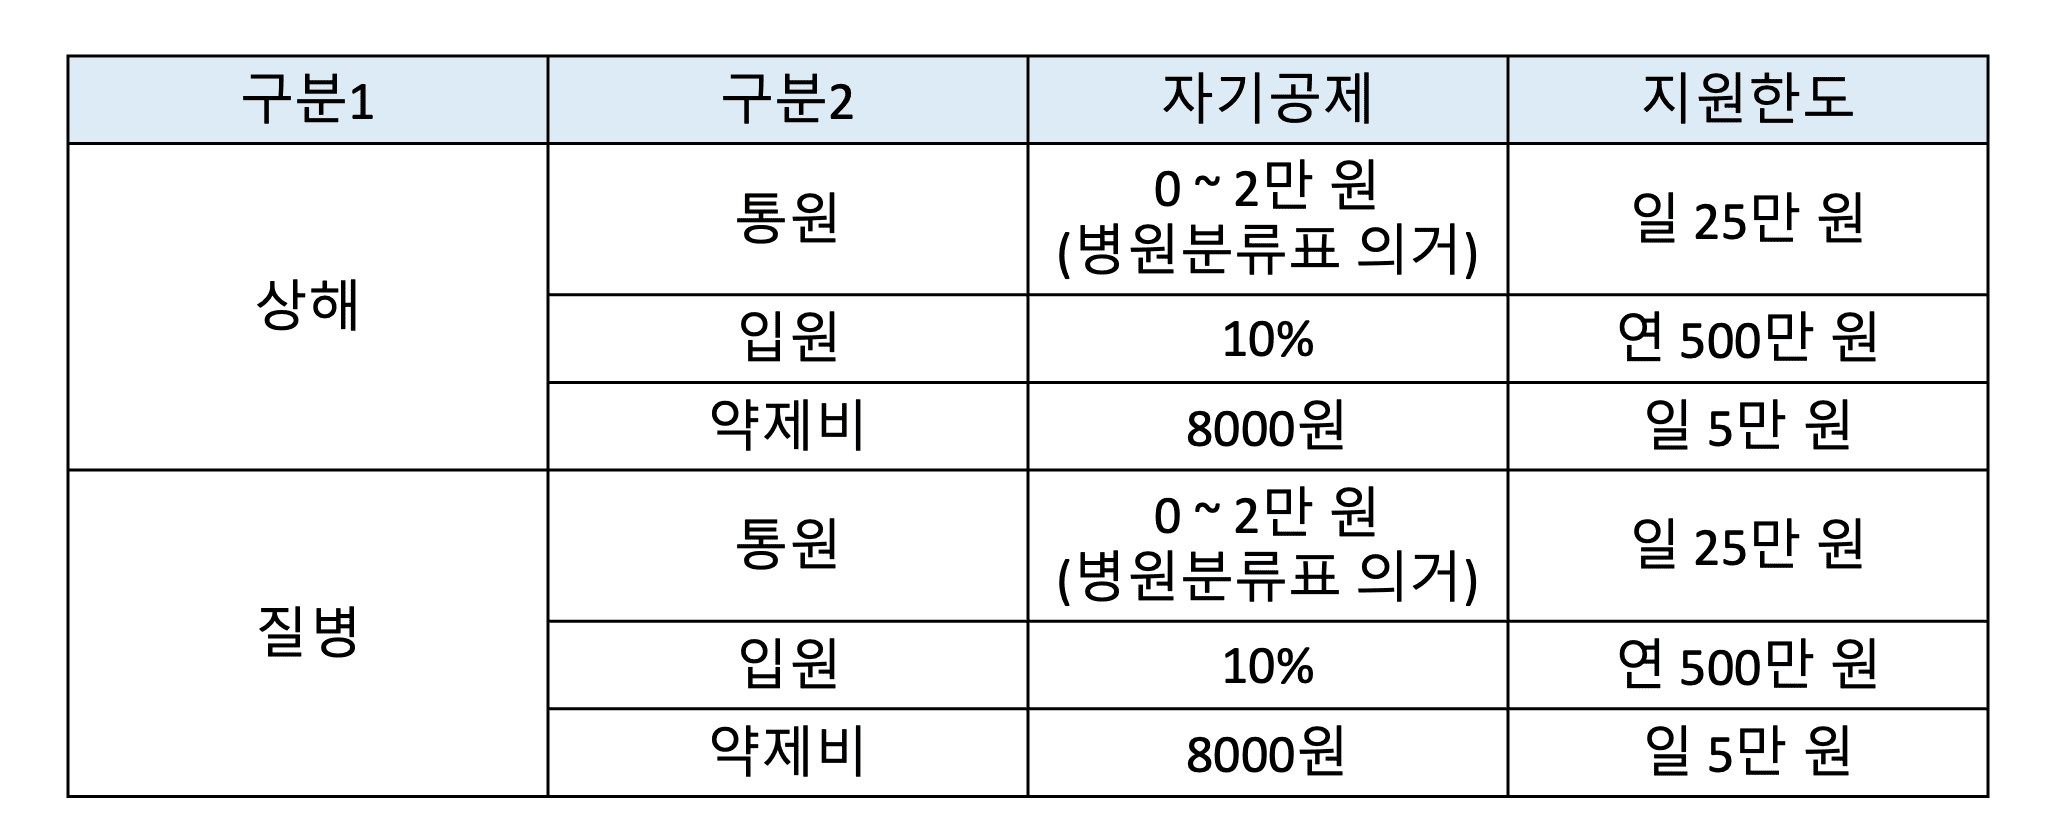 구분1 구분2 자기공제 지원한도
상해
통원
0 ~ 2만 원
(병원분류표 의거)
일 25만 원
입원 10% 연 500만 원
약제비 8000원 일 5만 원
질병
통원
0 ~ 2만 원
(병원분류표 의거)
일 25만 원
입원 10% 연 500만 원
약제비 8000원 일 5만 원